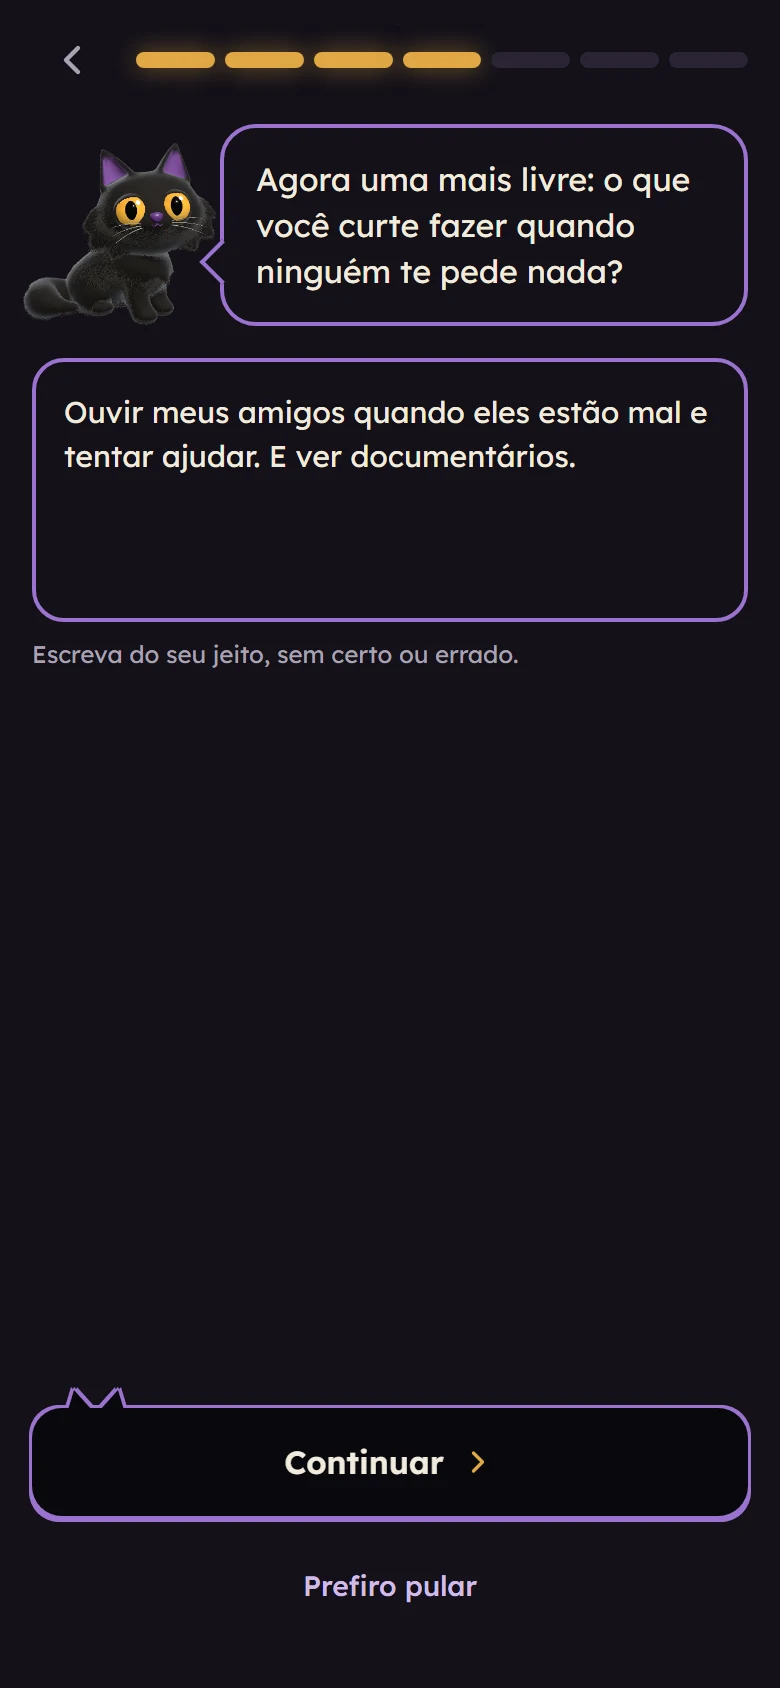 Agora uma mais livre: o que
você curte fazer quando
ninguém te pede nada?
Ouvir meus amigos quando eles estão mal e
tentar ajudar. E ver documentários.
Escreva do seu jeito, sem certo ou errado.
Continuar
Prefiro pular